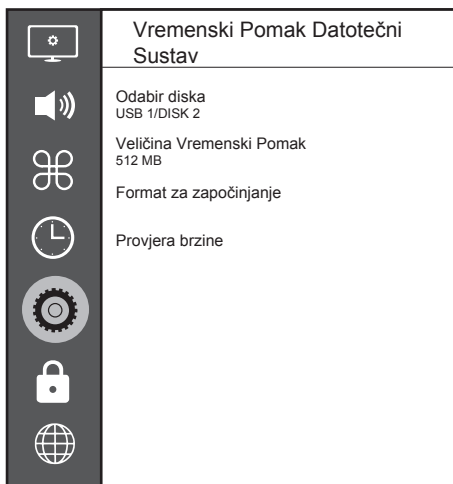 Vremenski Pomak Datotečni
Sustav
Odabir diska
USB 1/DISK 2
Veličina Vremenski Pomak
512 MB
Format za započinjanje
Provjera brzine